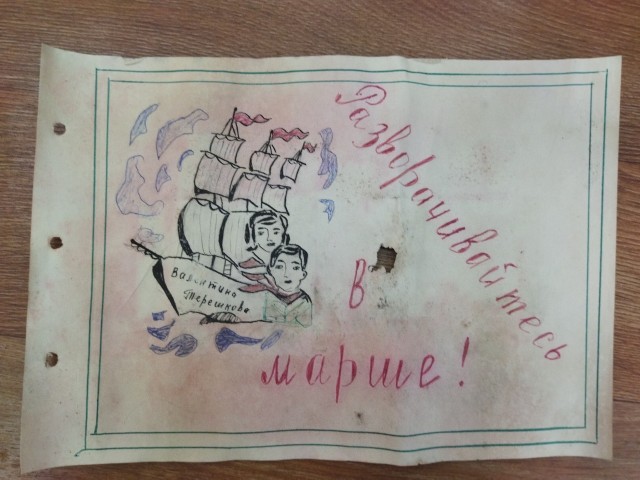 Разворачивайтесь
в
марше!
Валентина
Терешкова